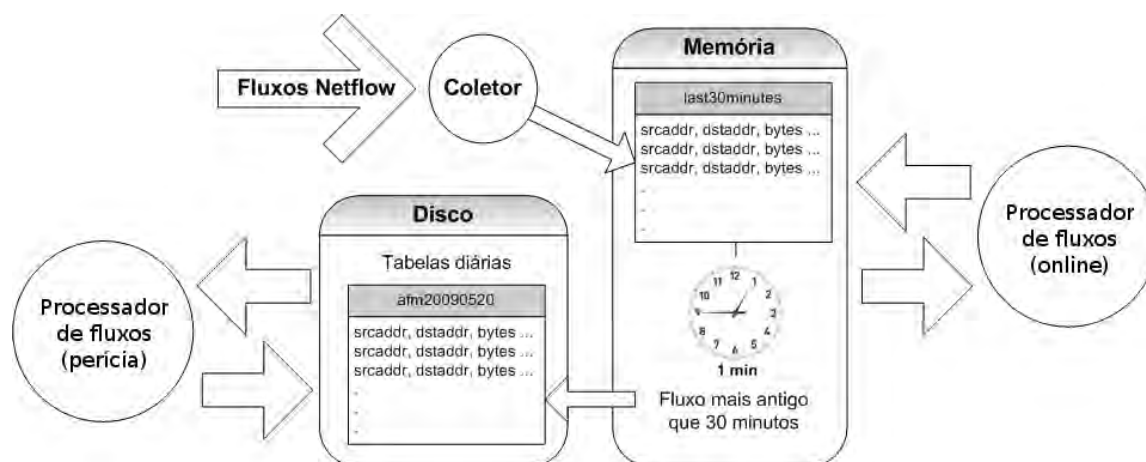 Fluxos Netflow
Coletor
Memória
last30minutes
srcaddr, dstaddr, bytes ...
srcaddr, dstaddr, bytes ...
srcaddr, dstaddr, bytes ...
.
.
.
12
1
2
3
4
5
6
7
8
9
10
11
1 min
Fluxo mais antigo
que 30 minutos
Processador
de fluxos
(online)
Disco
Tabelas diárias
afm20090520
srcaddr, dstaddr, bytes ...
srcaddr, dstaddr, bytes ...
srcaddr, dstaddr, bytes ...
.
.
.
Processador
de fluxos
(perícia)